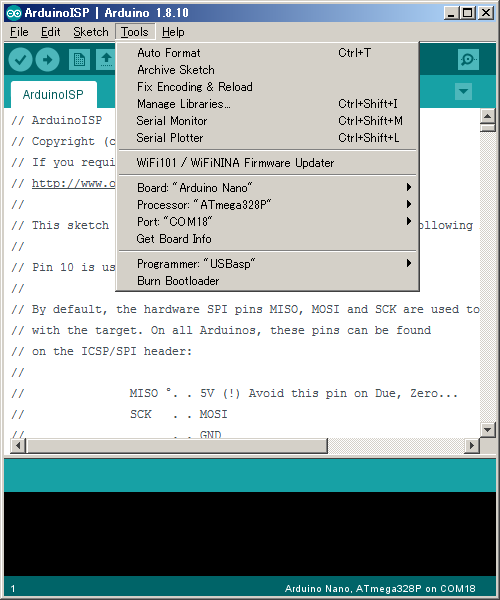 ArduinoISP | Arduino 1.8.10
File Edit Sketch Tools Help
Auto Format Ctrl+T
Archive Sketch
Fix Encoding & Reload
Manage Libraries... Ctrl+Shift+I
Serial Monitor Ctrl+Shift+M
Serial Plotter Ctrl+Shift+L
WiFi101 / WiFiNINA Firmware Updater
Board: "Arduino Nano"
Processor: "ATmega328P"
Port: "COM18"
Get Board Info
Programmer: "USBasp"
Burn Bootloader
ArduinoISP
// ArduinoISP
// Copyright (c
// If you requi
// http://www.o
//
// This sketch ollowing
//
// Pin 10 is us
//
// By default, the hardware SPI pins MISO, MOSI and SCK are used to
// with the target. On all Arduinos, these pins can be found
// on the ICSP/SPI header:
//
// MISO °. . 5V (!) Avoid this pin on Due, Zero...
// SCK . . MOSI
// . . GND
1 Arduino Nano, ATmega328P on COM18